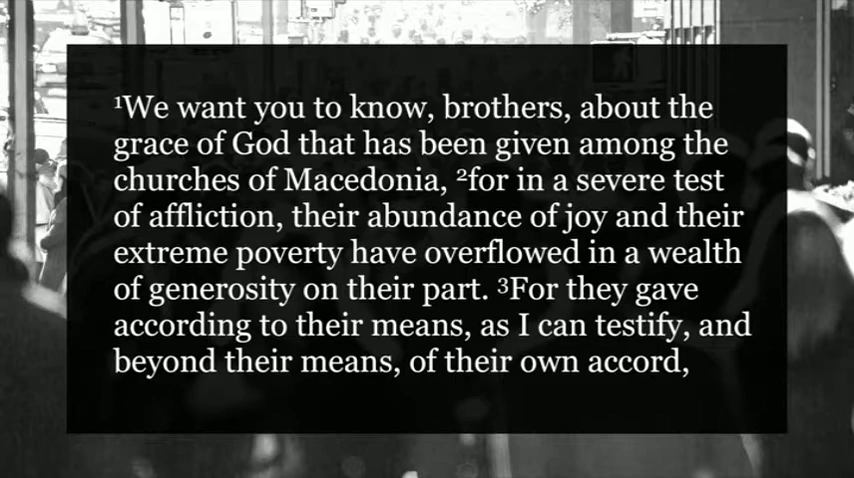 ¹We want you to know, brothers, about the
grace of God that has been given among the
churches of Macedonia, ²for in a severe test
of affliction, their abundance of joy and their
extreme poverty have overflowed in a wealth
of generosity on their part. ³For they gave
according to their means, as I can testify, and
beyond their means, of their own accord,